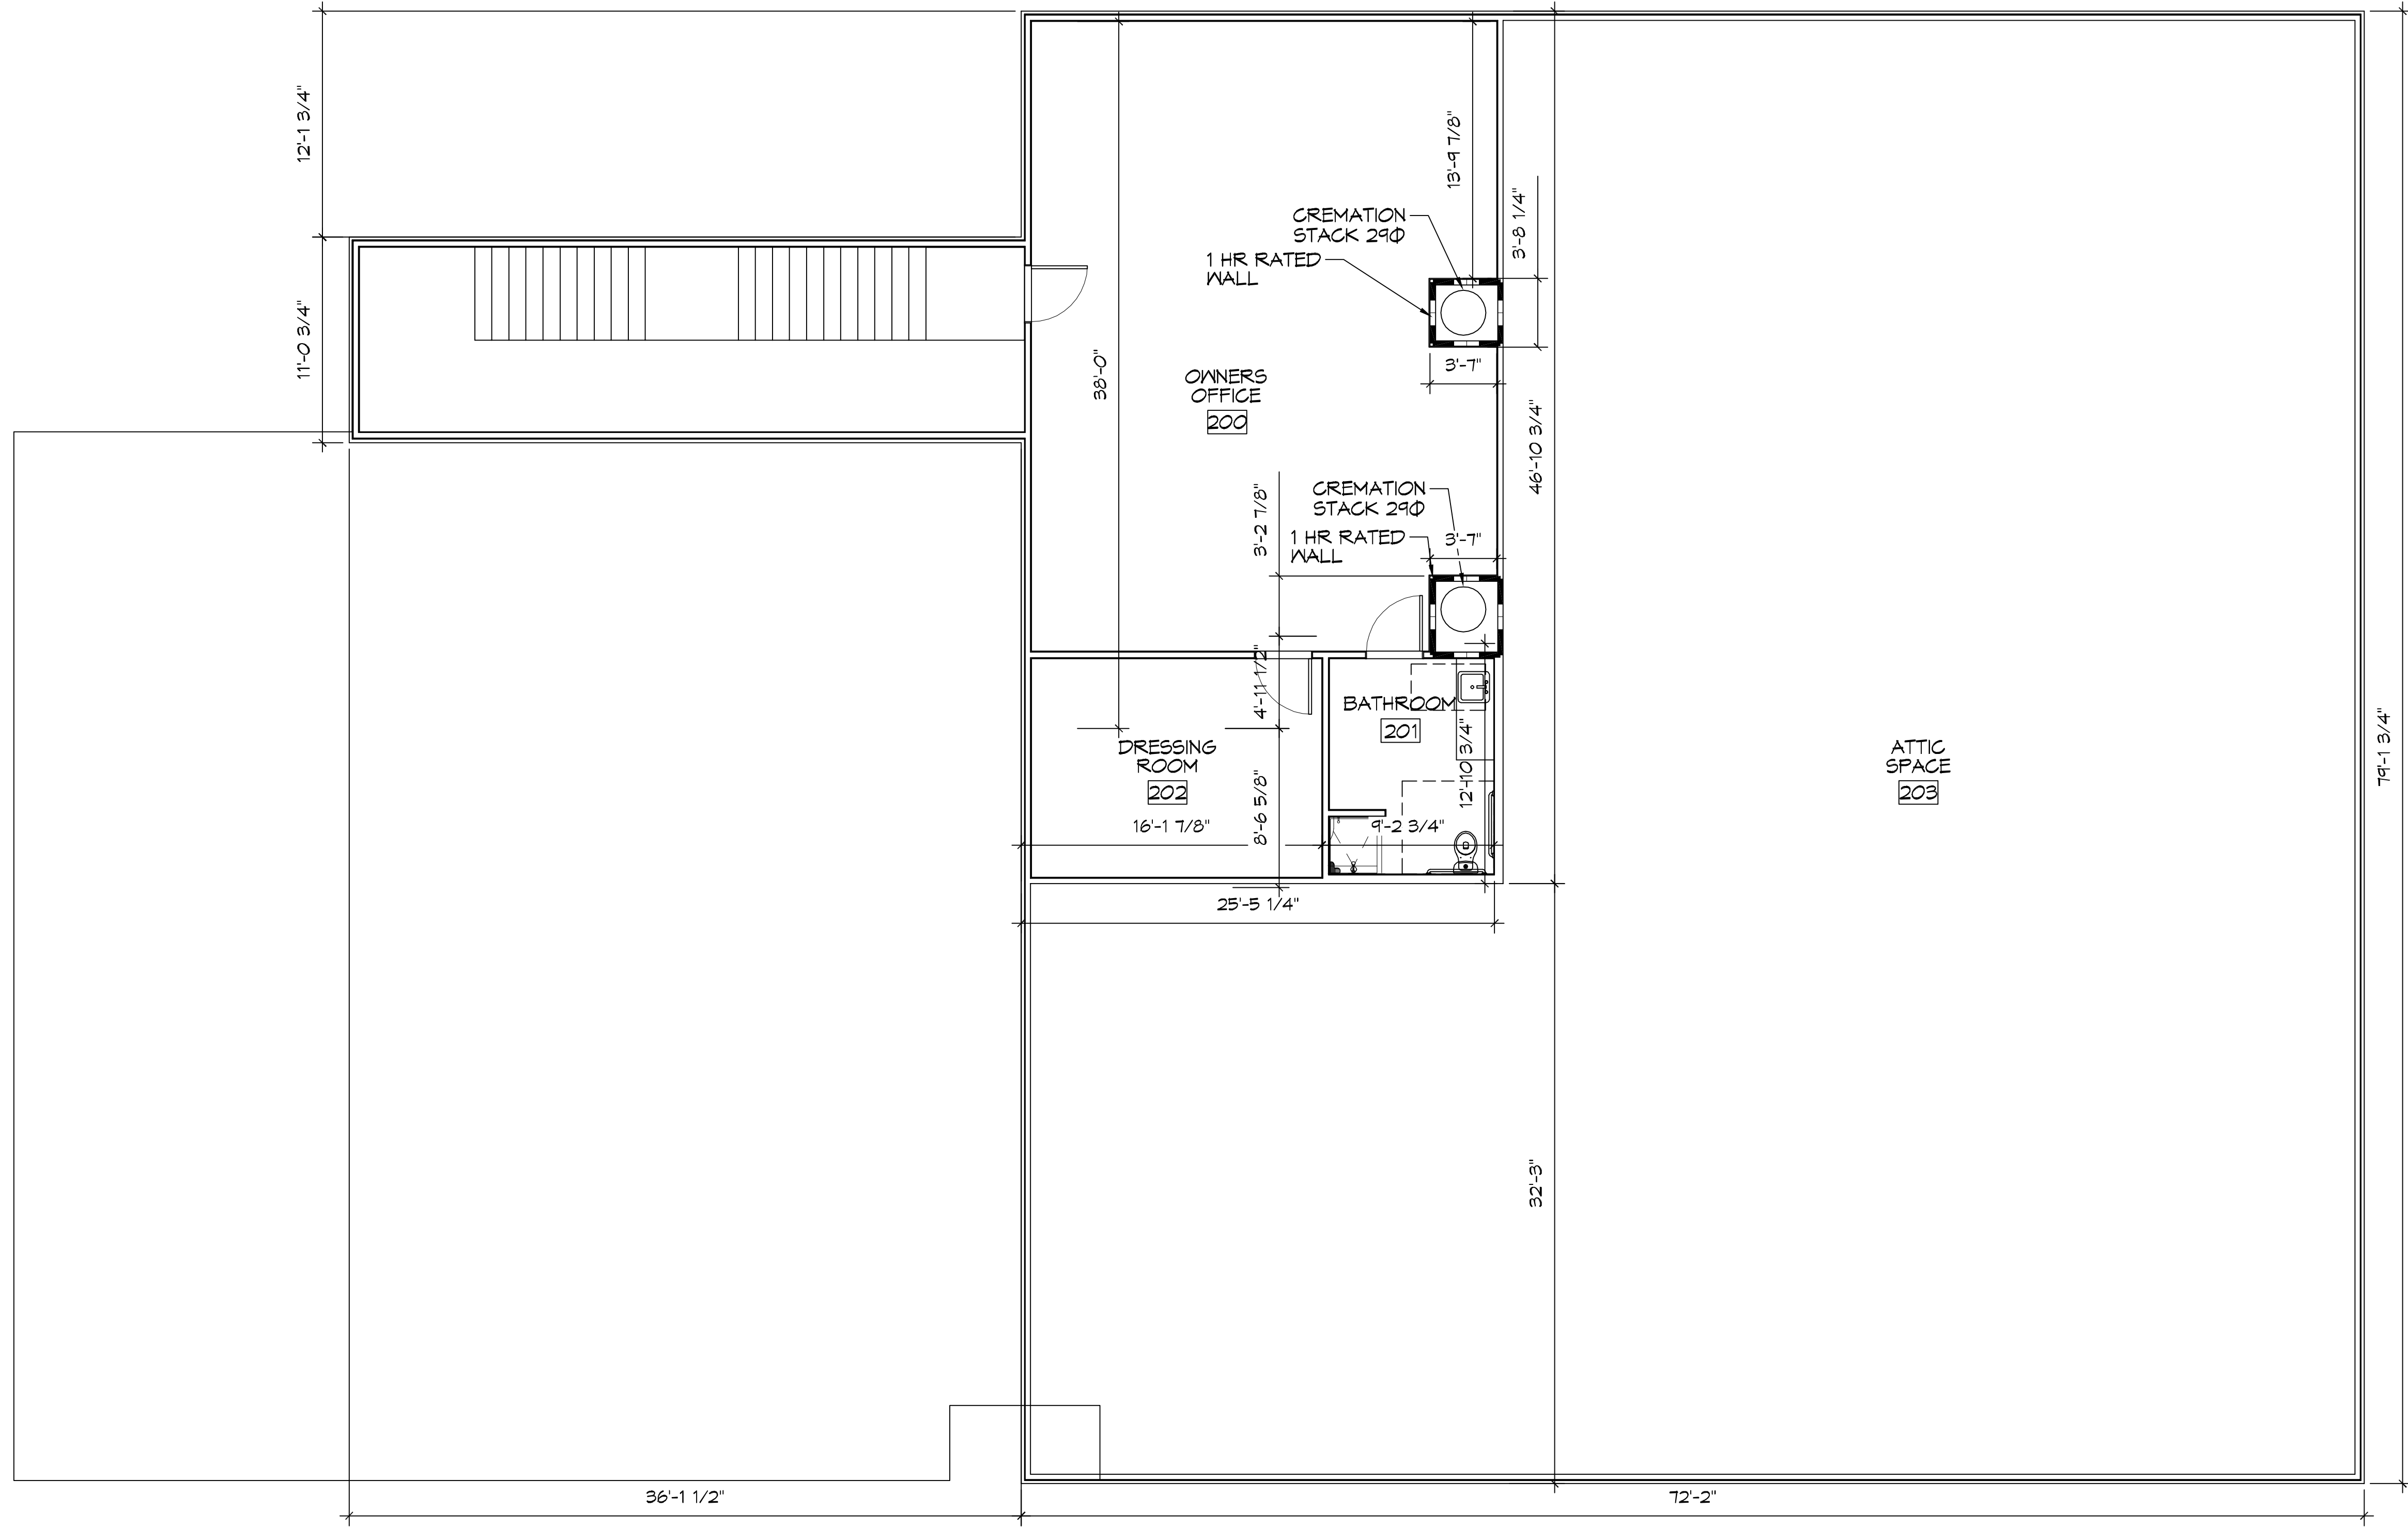 12'-1 3/4"
11'-0 3/4"
13'-9 7/8"
CREMATION
STACK 29Φ
1 HR RATED
WALL
3'-8 1/4"
3'-7"
38'-0"
OWNERS
OFFICE
200
46'-10 3/4"
CREMATION
STACK 29Φ
1 HR RATED
WALL
3'-7"
3'-2 7/8"
4'-11 1/2"
BATHROOM
201
12'-10 3/4"
DRESSING
ROOM
202
16'-1 7/8"
8'-6 5/8"
9'-2 3/4"
25'-5 1/4"
ATTIC
SPACE
203
79'-1 3/4"
32'-3"
36'-1 1/2"
72'-2"